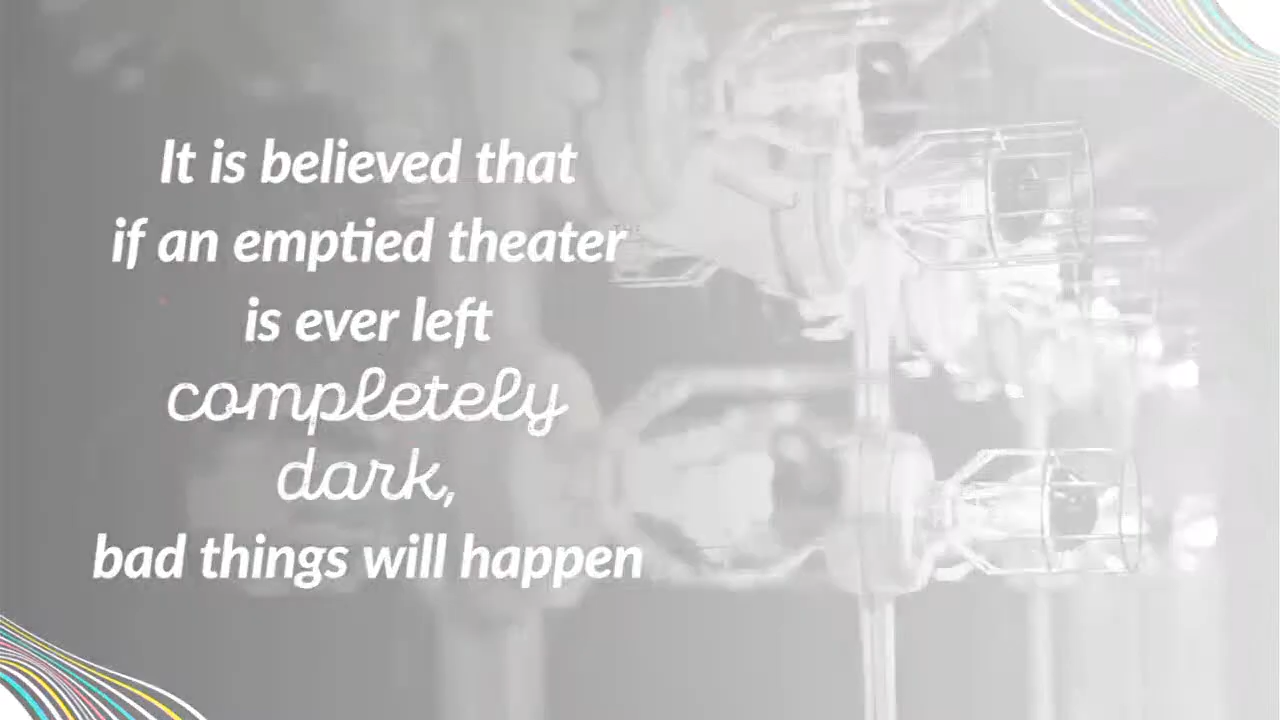 It is believed that
if an emptied theater
is ever left
completely
dark,
bad things will happen